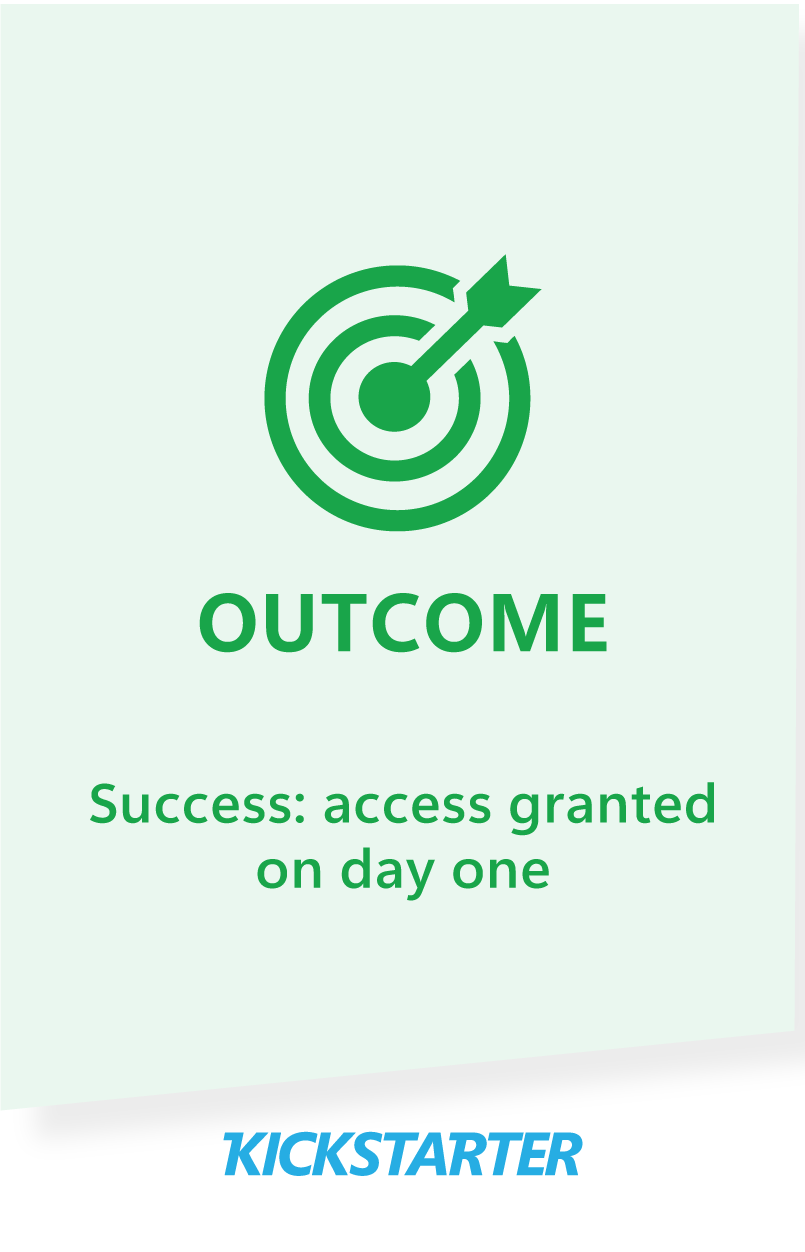 OUTCOME
Success: access granted
on day one
KICKSTARTER